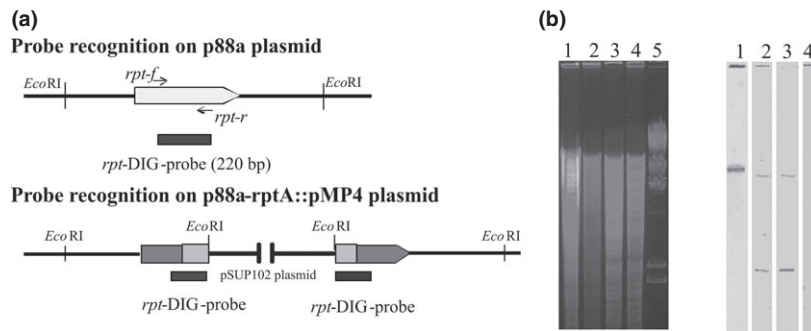 (a)
Probe recognition on p88a plasmid
EcoRI
rpt-f
EcoRI
rpt-r
rpt-DIG-probe (220 bp)
Probe recognition on p88a-rptA::pMP4 plasmid
EcoRI
EcoRI
EcoRI
EcoRI
pSUP102 plasmid
rpt-DIG-probe
rpt-DIG-probe
(b)
1 2 3 4 5
1 2 3 4